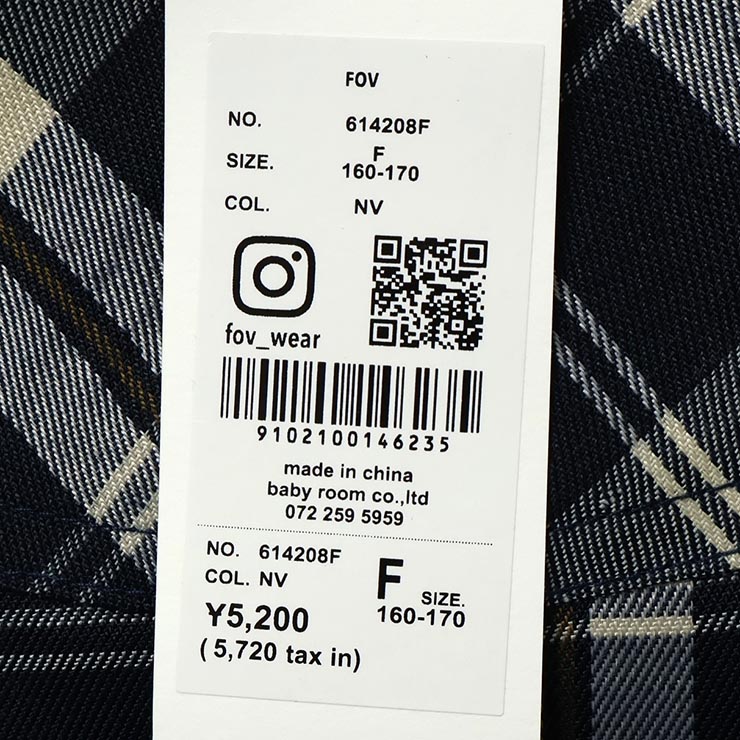 FOV
NO. 614208F
SIZE. F
160-170
COL. NV
fov_wear
9102100146235
made in china
baby room co.,ltd
072 259 5959
NO. 614208F
COL. NV
F SIZE.
160-170
¥5,200
( 5,720 tax in)